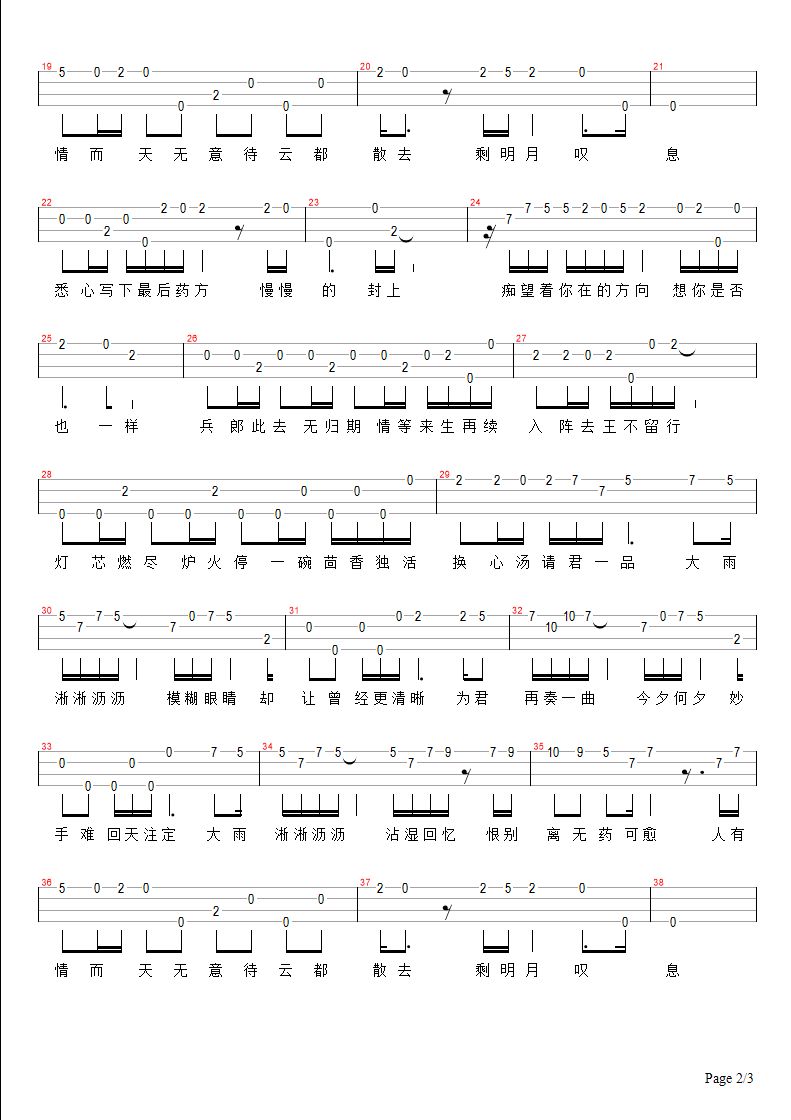 19 5 0 2 0 0 2 0 0 0 20 2 0 2 5 2 0 0 21 0
情 而 天 无 意 待 云 都 散 去 剩 明 月 叹 息
22 0 0 2 0 0 2 0 2 2 0 23 0 0 2 24 7 7 5 5 2 0 5 2 0 2 0 0
悉 心 写 下 最 后 药 方 慢 慢 的 封 上 痴 望 着 你 在 的 方 向 想 你 是 否
25 2 0 2 26 0 0 2 0 0 2 0 0 2 0 2 0 0 27 2 2 0 2 0 0 2
也 一 样 兵 郎 此 去 无 归 期 情 等 来 生 再 续 入 阵 去 王 不 留 行
28 0 0 2 0 0 2 0 0 0 0 0 0 0 29 2 2 0 2 7 7 5 7 5
灯 芯 燃 尽 炉 火 停 一 碗 茴 香 独 活 换 心 汤 请 君 一 品 大 雨
30 5 7 7 5 7 0 7 5 2 31 0 0 0 0 0 2 2 5 32 7 10 10 7 7 0 7 5 2
淅 淅 沥 沥 模 糊 眼 睛 却 让 曾 经 更 清 晰 为 君 再 奏 一 曲 今 夕 何 夕 妙
33 0 0 0 0 0 0 7 5 34 5 7 7 5 5 7 7 9 7 9 35 10 9 5 7 7 7 7
手 难 回 天 注 定 大 雨 淅 淅 沥 沥 沾 湿 回 忆 恨 别 离 无 药 可 愈 人 有
36 5 0 2 0 0 2 0 0 0 37 2 0 2 5 2 0 0 38 0
情 而 天 无 意 待 云 都 散 去 剩 明 月 叹 息
Page 2/3